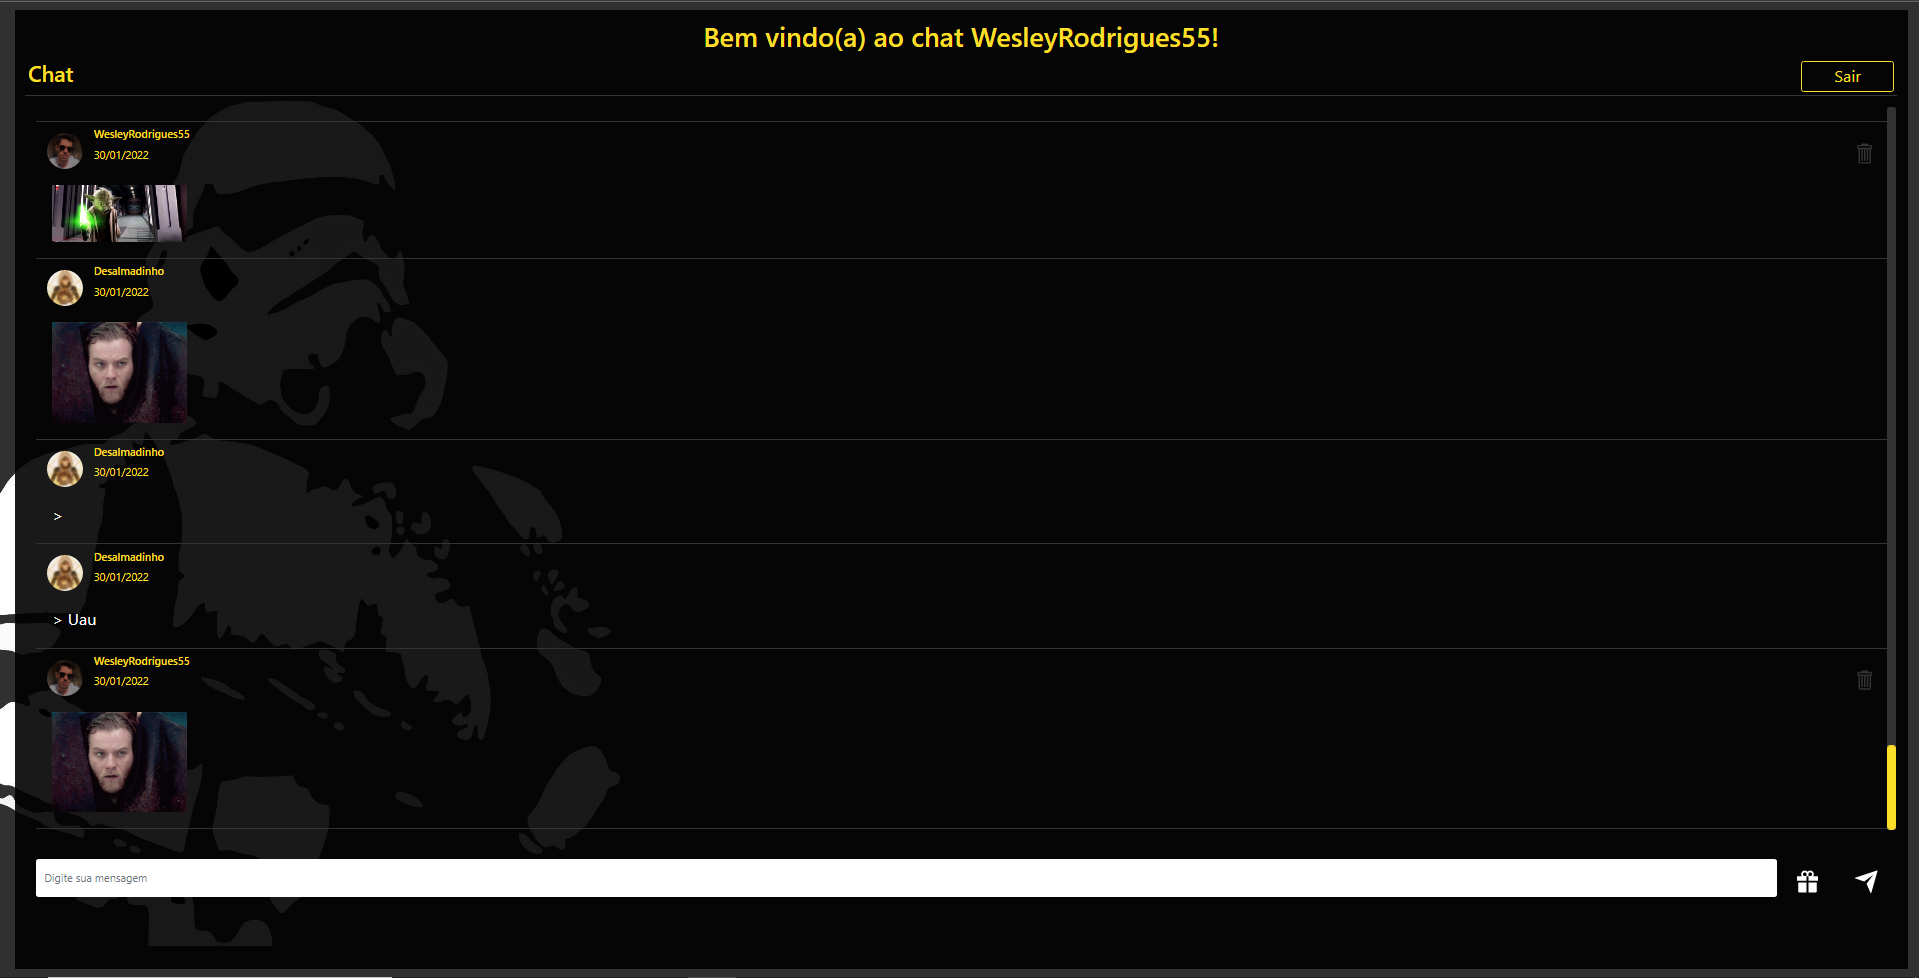 Bem vindo(a) ao chat WesleyRodrigues55!
Chat
Sair
WesleyRodrigues55
30/01/2022
Desalmadinho
30/01/2022
Desalmadinho
30/01/2022
>
Desalmadinho
30/01/2022
> Uau
WesleyRodrigues55
30/01/2022
Digite sua mensagem